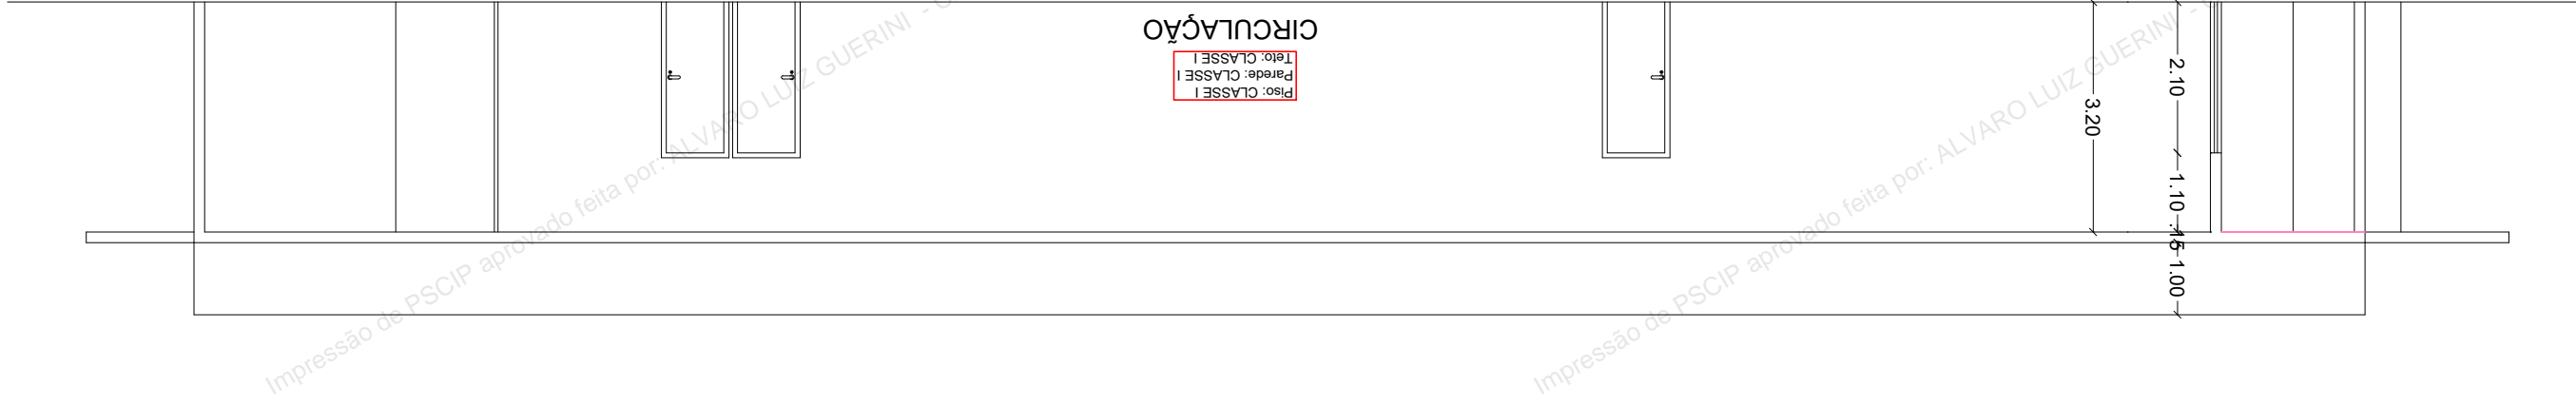 CIRCULAÇÃO
Piso: CLASSE I
Parede: CLASSE I
Teto: CLASSE I
3.20
2.10
1.10
.15
1.00
Impressão de PSCIP aprovado feita por: ALVARO LUIZ GUERINI -
Impressão de PSCIP aprovado feita por: ALVARO LUIZ GUERINI -